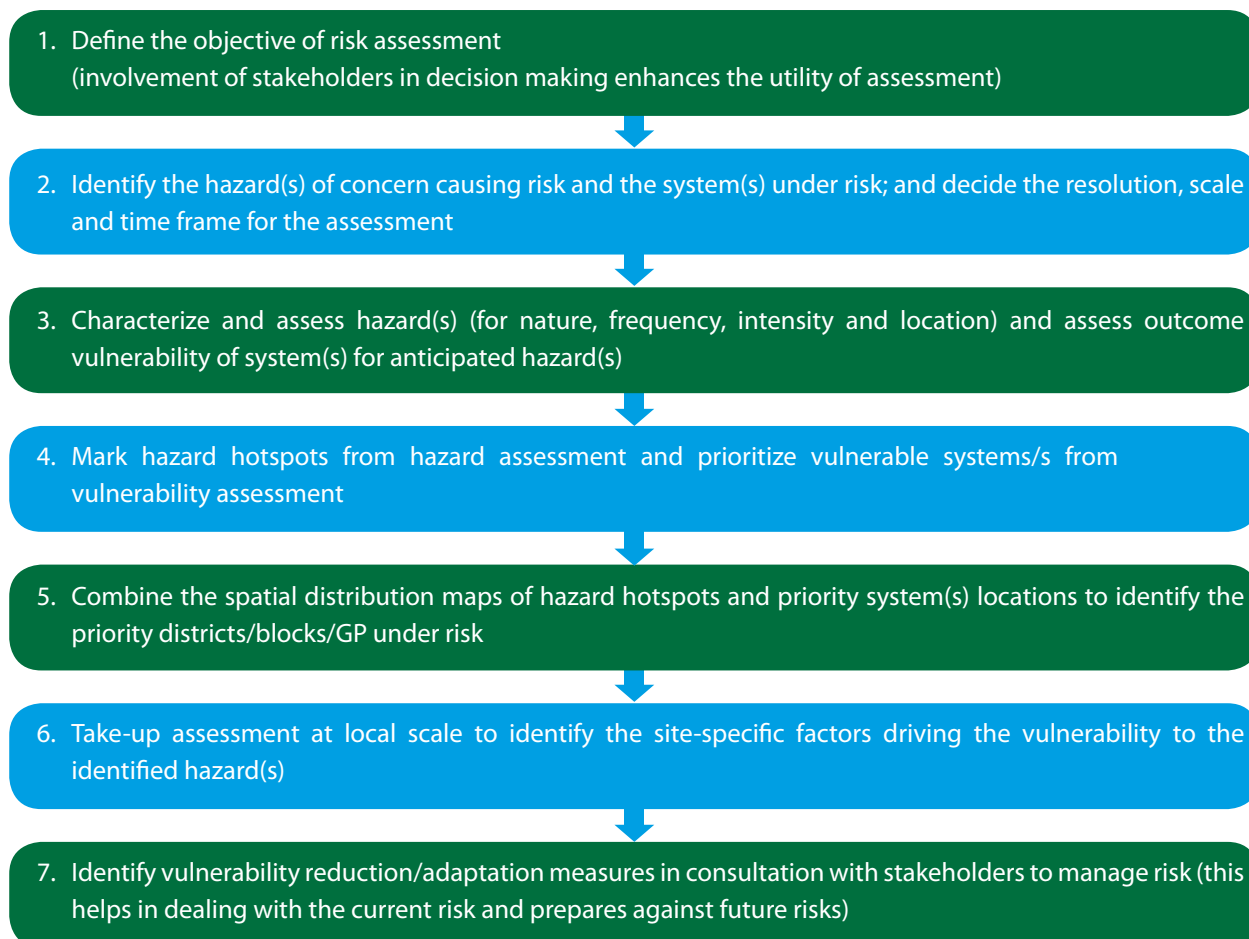 1. Define the objective of risk assessment
(involvement of stakeholders in decision making enhances the utility of assessment)
2. Identify the hazard(s) of concern causing risk and the system(s) under risk; and decide the resolution, scale
and time frame for the assessment
3. Characterize and assess hazard(s) (for nature, frequency, intensity and location) and assess outcome
vulnerability of system(s) for anticipated hazard(s)
4. Mark hazard hotspots from hazard assessment and prioritize vulnerable systems/s from
vulnerability assessment
5. Combine the spatial distribution maps of hazard hotspots and priority system(s) locations to identify the
priority districts/blocks/GP under risk
6. Take-up assessment at local scale to identify the site-specific factors driving the vulnerability to the
identified hazard(s)
7. Identify vulnerability reduction/adaptation measures in consultation with stakeholders to manage risk (this
helps in dealing with the current risk and prepares against future risks)